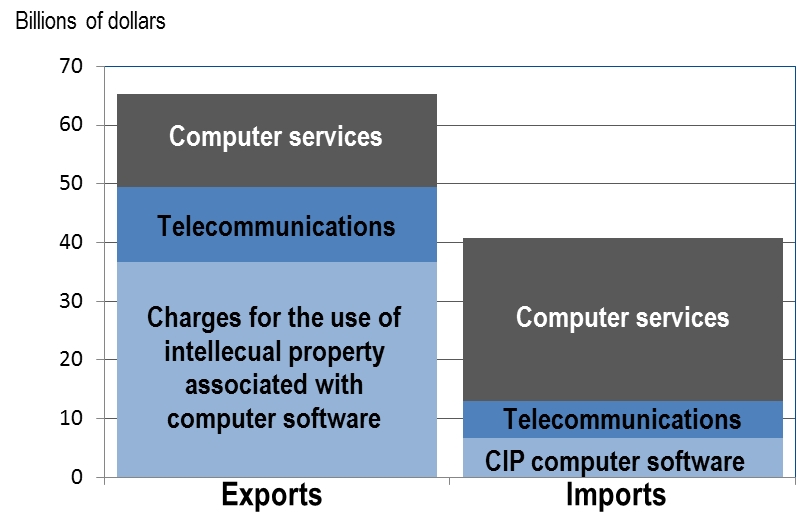 Billions of dollars
70
60
50
40
30
20
10
0
Computer services
Telecommunications
Charges for the use of
intellecual property
associated with
computer software
Computer services
Telecommunications
CIP computer software
Exports
Imports